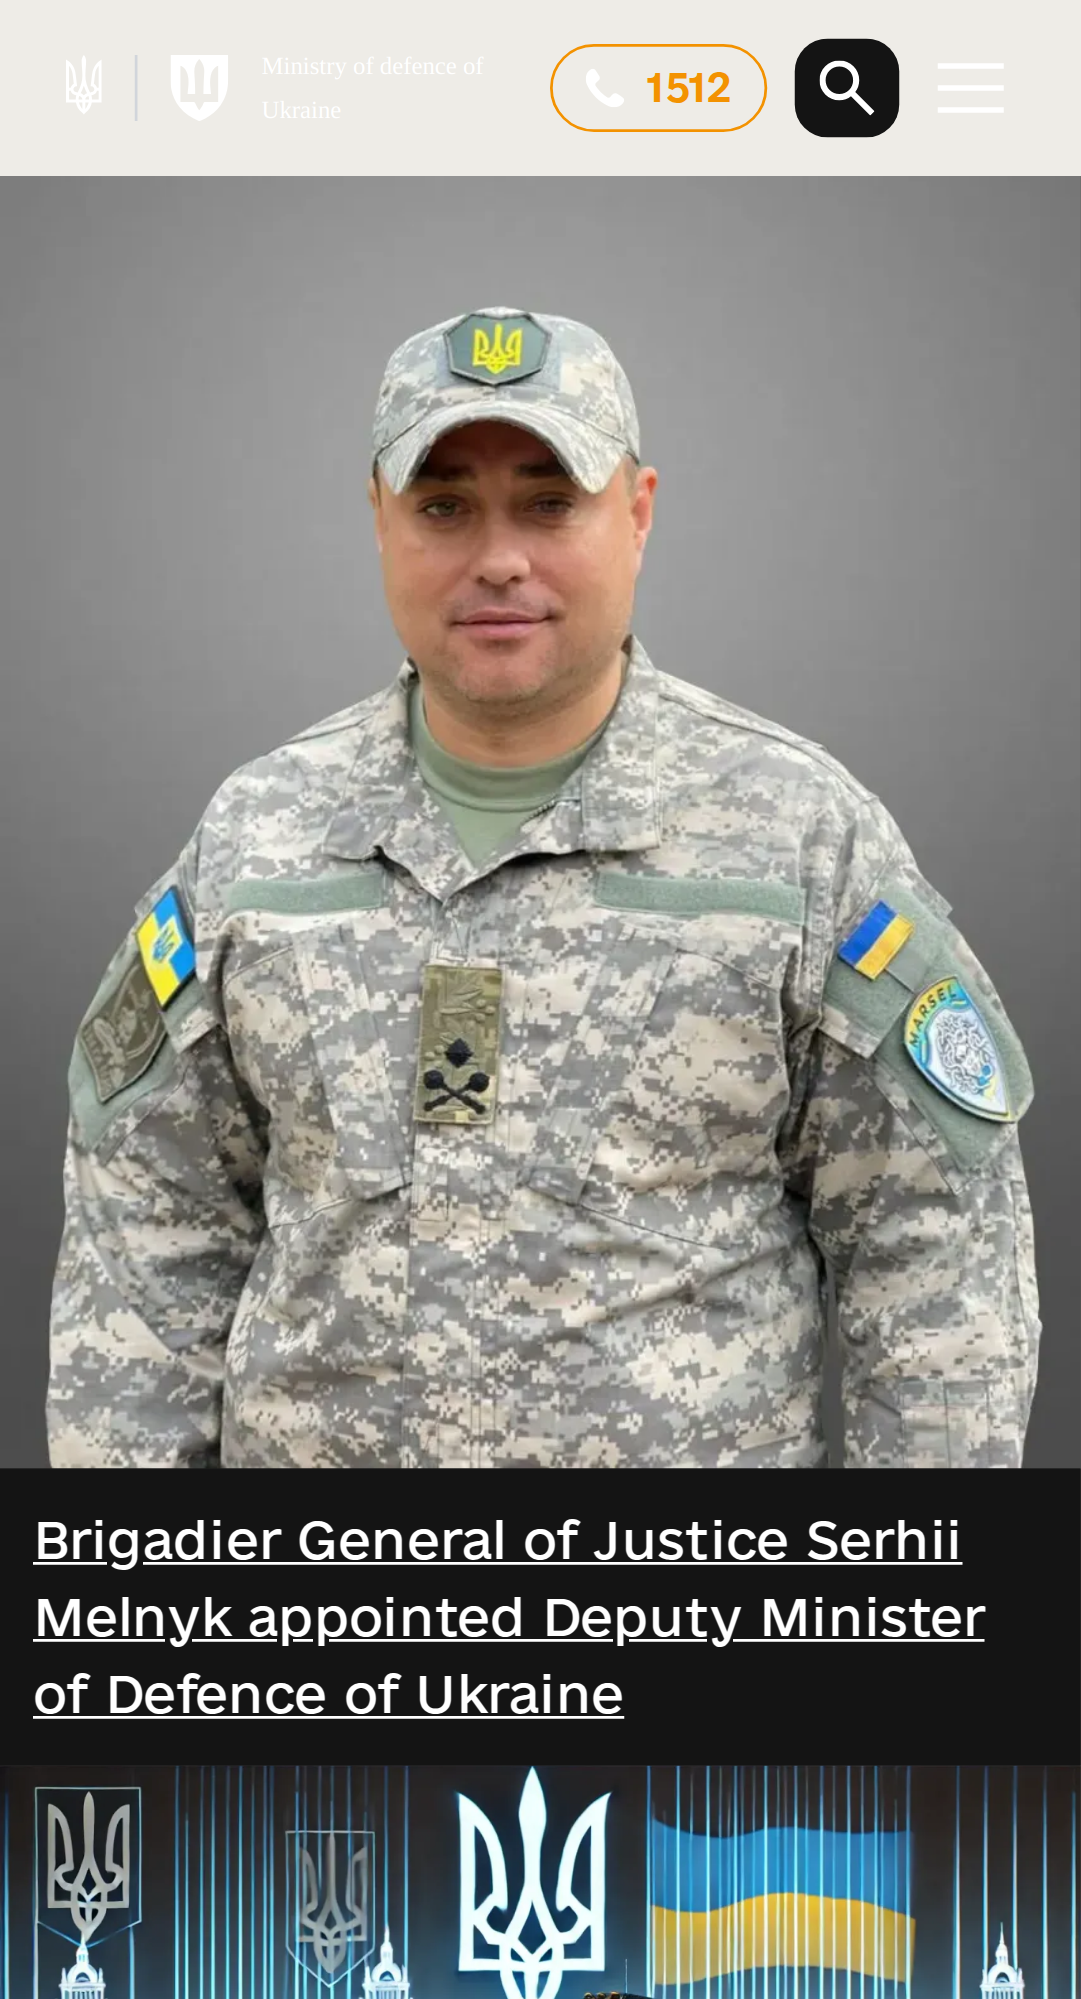 Ministry of defence of
Ukraine
1512
MARSEL
Brigadier General of Justice Serhii
Melnyk appointed Deputy Minister
of Defence of Ukraine